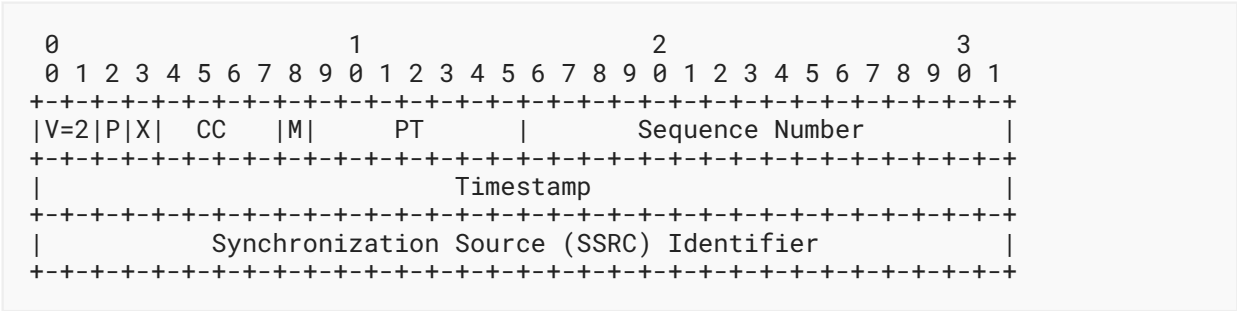 0                   1                   2                   3
 0 1 2 3 4 5 6 7 8 9 0 1 2 3 4 5 6 7 8 9 0 1 2 3 4 5 6 7 8 9 0 1
+-+-+-+-+-+-+-+-+-+-+-+-+-+-+-+-+-+-+-+-+-+-+-+-+-+-+-+-+-+-+-+-+
|V=2|P|X|  CC   |M|     PT      |       Sequence Number         |
+-+-+-+-+-+-+-+-+-+-+-+-+-+-+-+-+-+-+-+-+-+-+-+-+-+-+-+-+-+-+-+-+
|                           Timestamp                           |
+-+-+-+-+-+-+-+-+-+-+-+-+-+-+-+-+-+-+-+-+-+-+-+-+-+-+-+-+-+-+-+-+
|           Synchronization Source (SSRC) Identifier            |
+-+-+-+-+-+-+-+-+-+-+-+-+-+-+-+-+-+-+-+-+-+-+-+-+-+-+-+-+-+-+-+-+